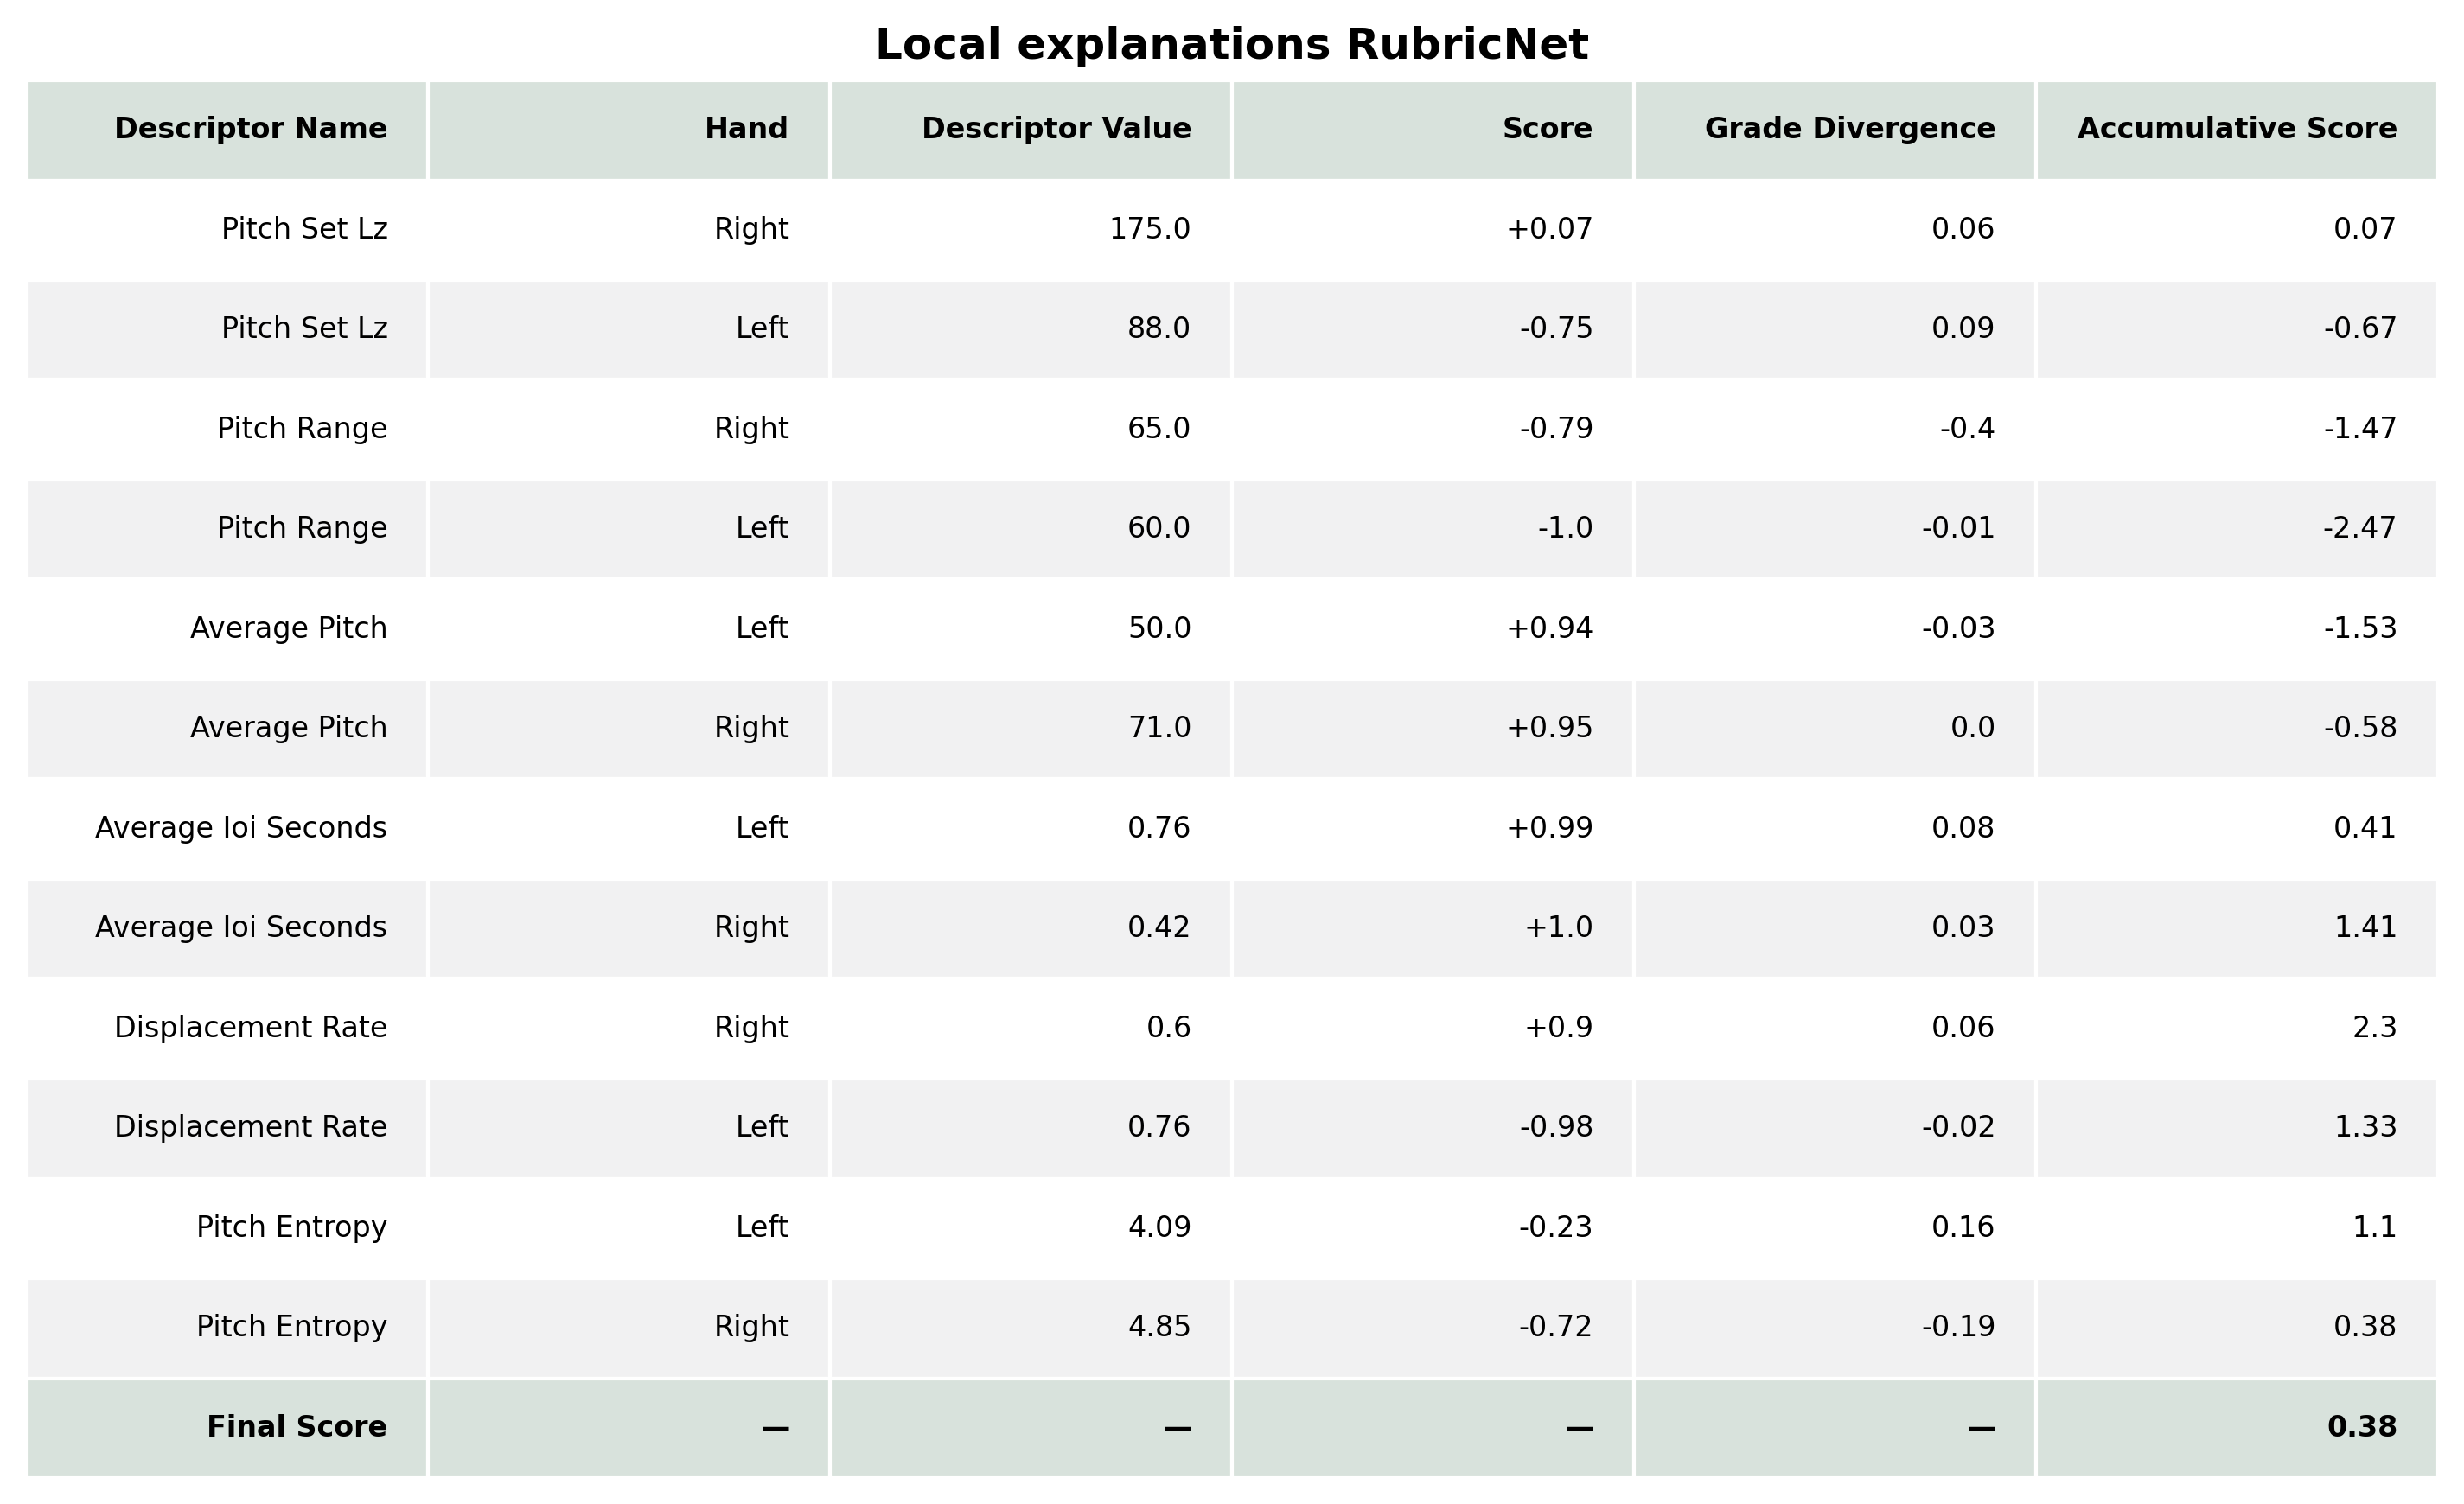 Local explanations RubricNet
Descriptor Name Hand Descriptor Value Score Grade Divergence Accumulative Score
Pitch Set Lz Right 175.0 +0.07 0.06 0.07
Pitch Set Lz Left 88.0 -0.75 0.09 -0.67
Pitch Range Right 65.0 -0.79 -0.4 -1.47
Pitch Range Left 60.0 -1.0 -0.01 -2.47
Average Pitch Left 50.0 +0.94 -0.03 -1.53
Average Pitch Right 71.0 +0.95 0.0 -0.58
Average Ioi Seconds Left 0.76 +0.99 0.08 0.41
Average Ioi Seconds Right 0.42 +1.0 0.03 1.41
Displacement Rate Right 0.6 +0.9 0.06 2.3
Displacement Rate Left 0.76 -0.98 -0.02 1.33
Pitch Entropy Left 4.09 -0.23 0.16 1.1
Pitch Entropy Right 4.85 -0.72 -0.19 0.38
Final Score — — — — 0.38